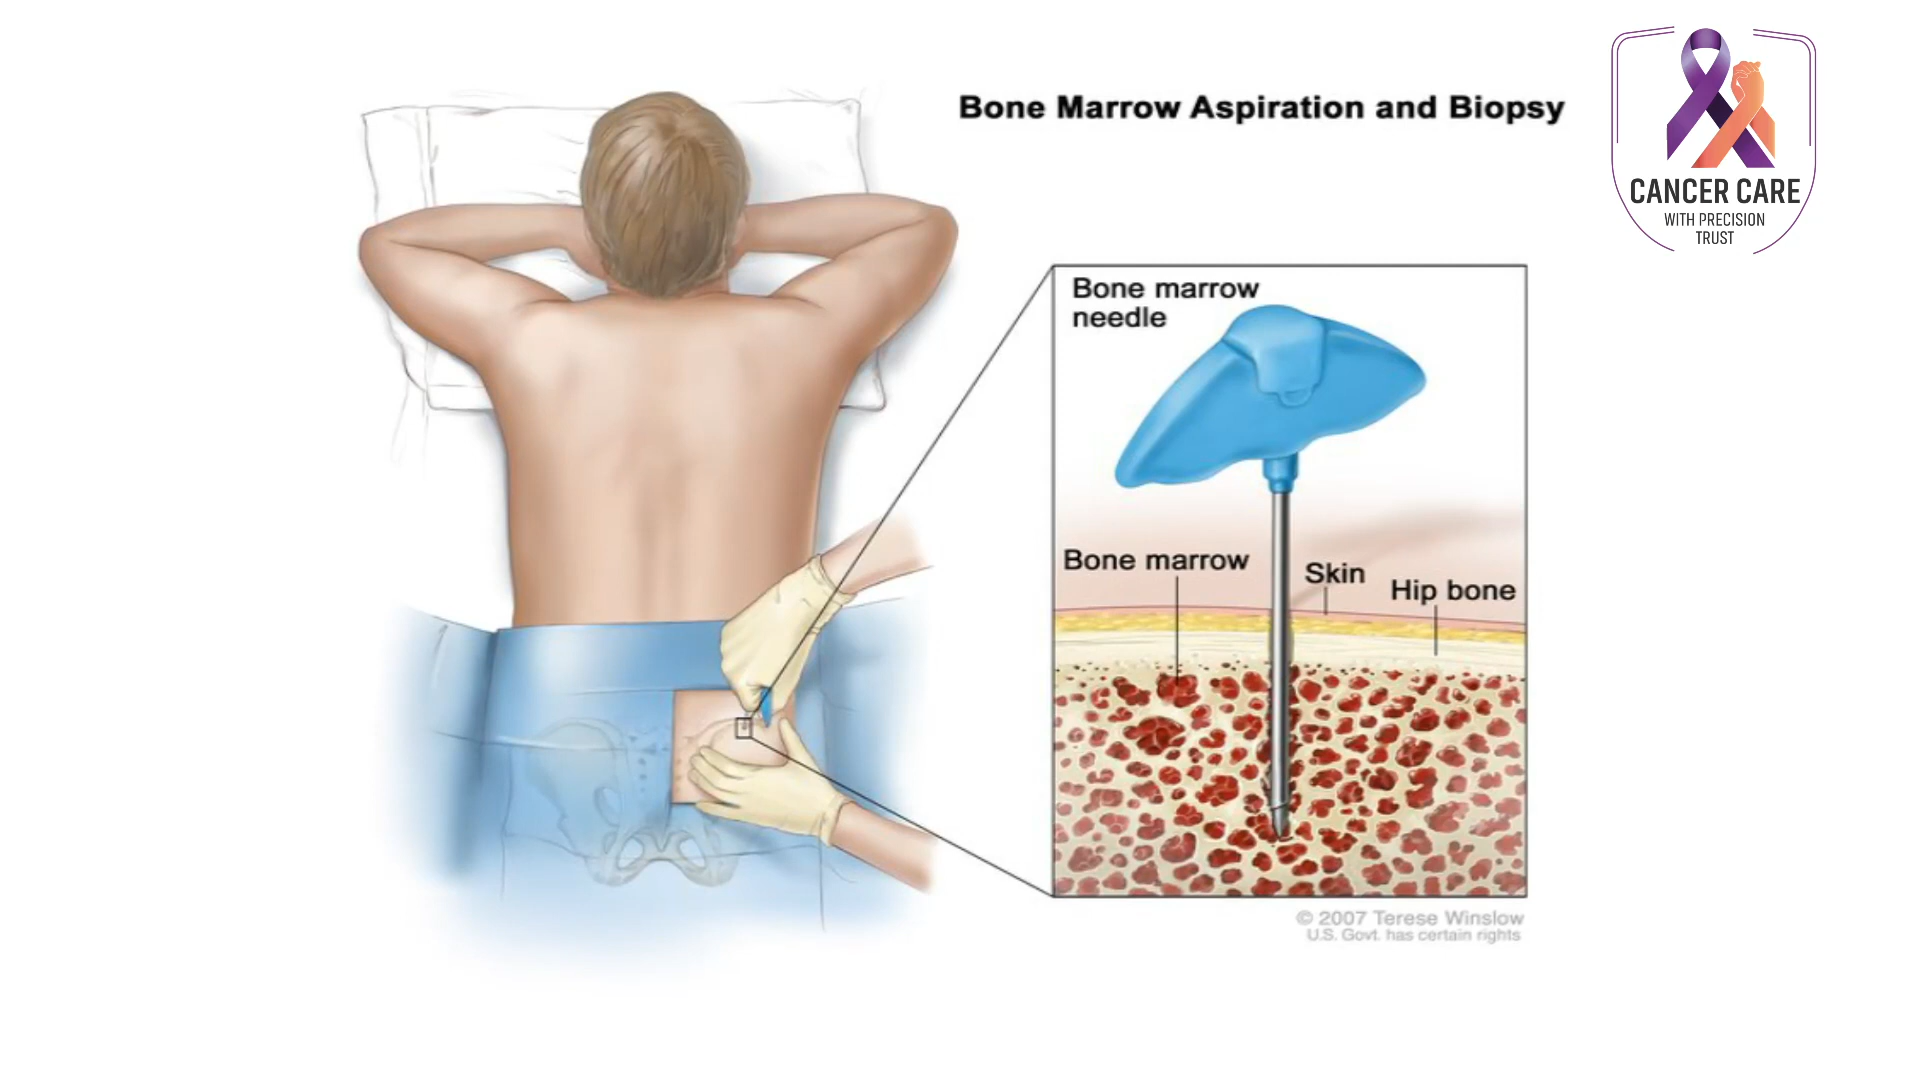 Bone Marrow Aspiration and Biopsy
CANCER CARE
WITH PRECISION
TRUST
Bone marrow
needle
Bone marrow
Skin
Hip bone
© 2007 Terese Winslow
U.S. Govt. has certain rights